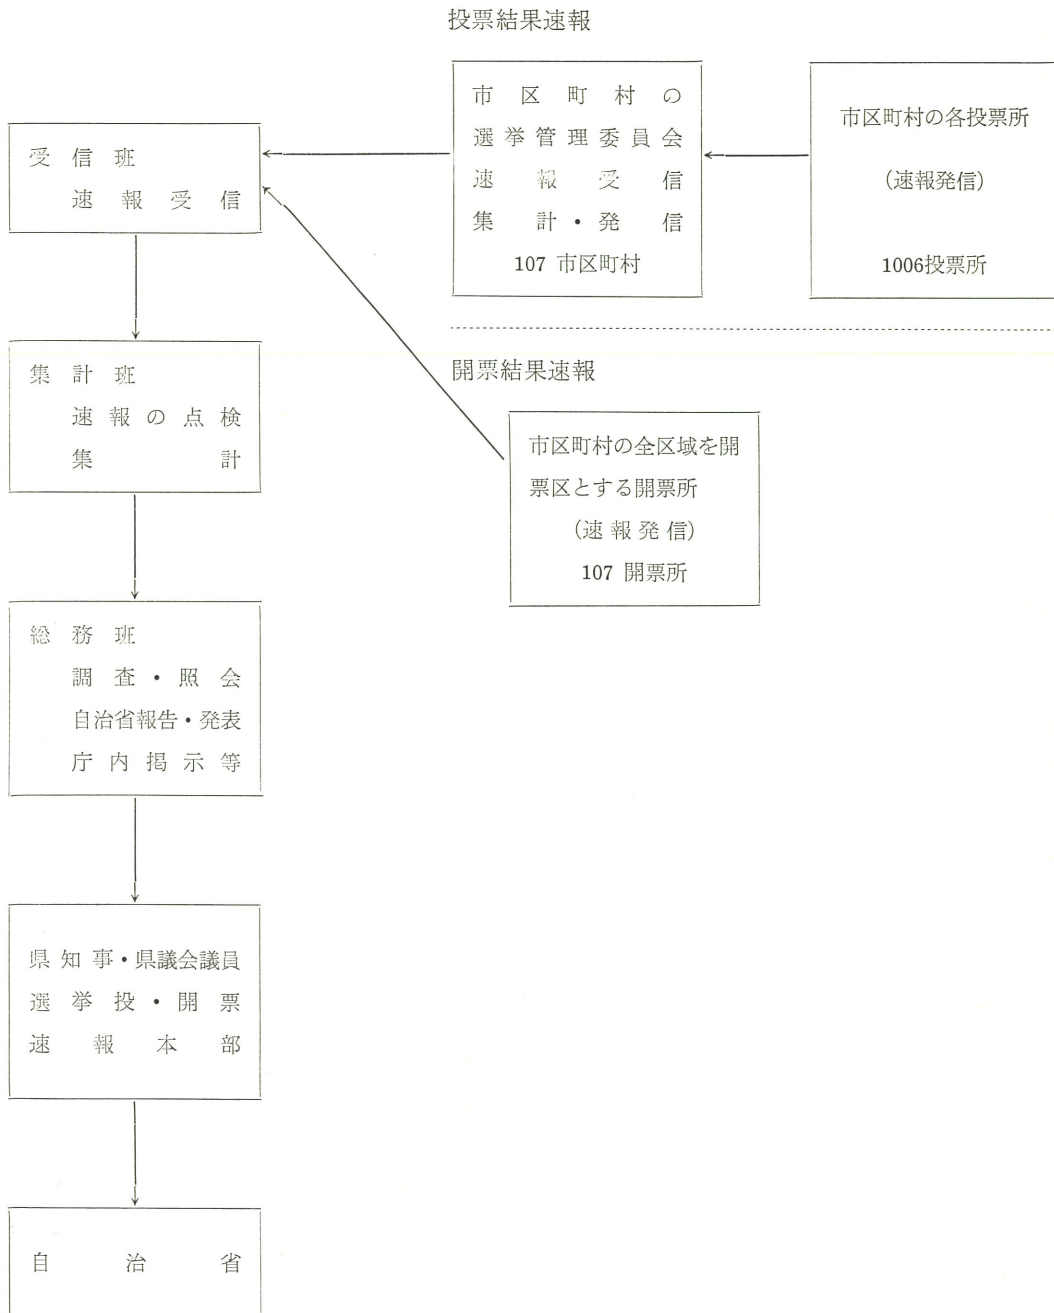 投票結果速報
市区町村の各投票所
(速報発信)
1006投票所
市区町村の
選挙管理委員会
速報受信
集計・発信
107 市区町村
受信班
速報受信
開票結果速報
市区町村の全区域を開
票区とする開票所
(速報発信)
107 開票所
集計班
速報の点検
集計
総務班
調査・照会
自治省報告・発表
庁内掲示等
県知事・県議会議員
選挙投・開票
速報本部
自治省